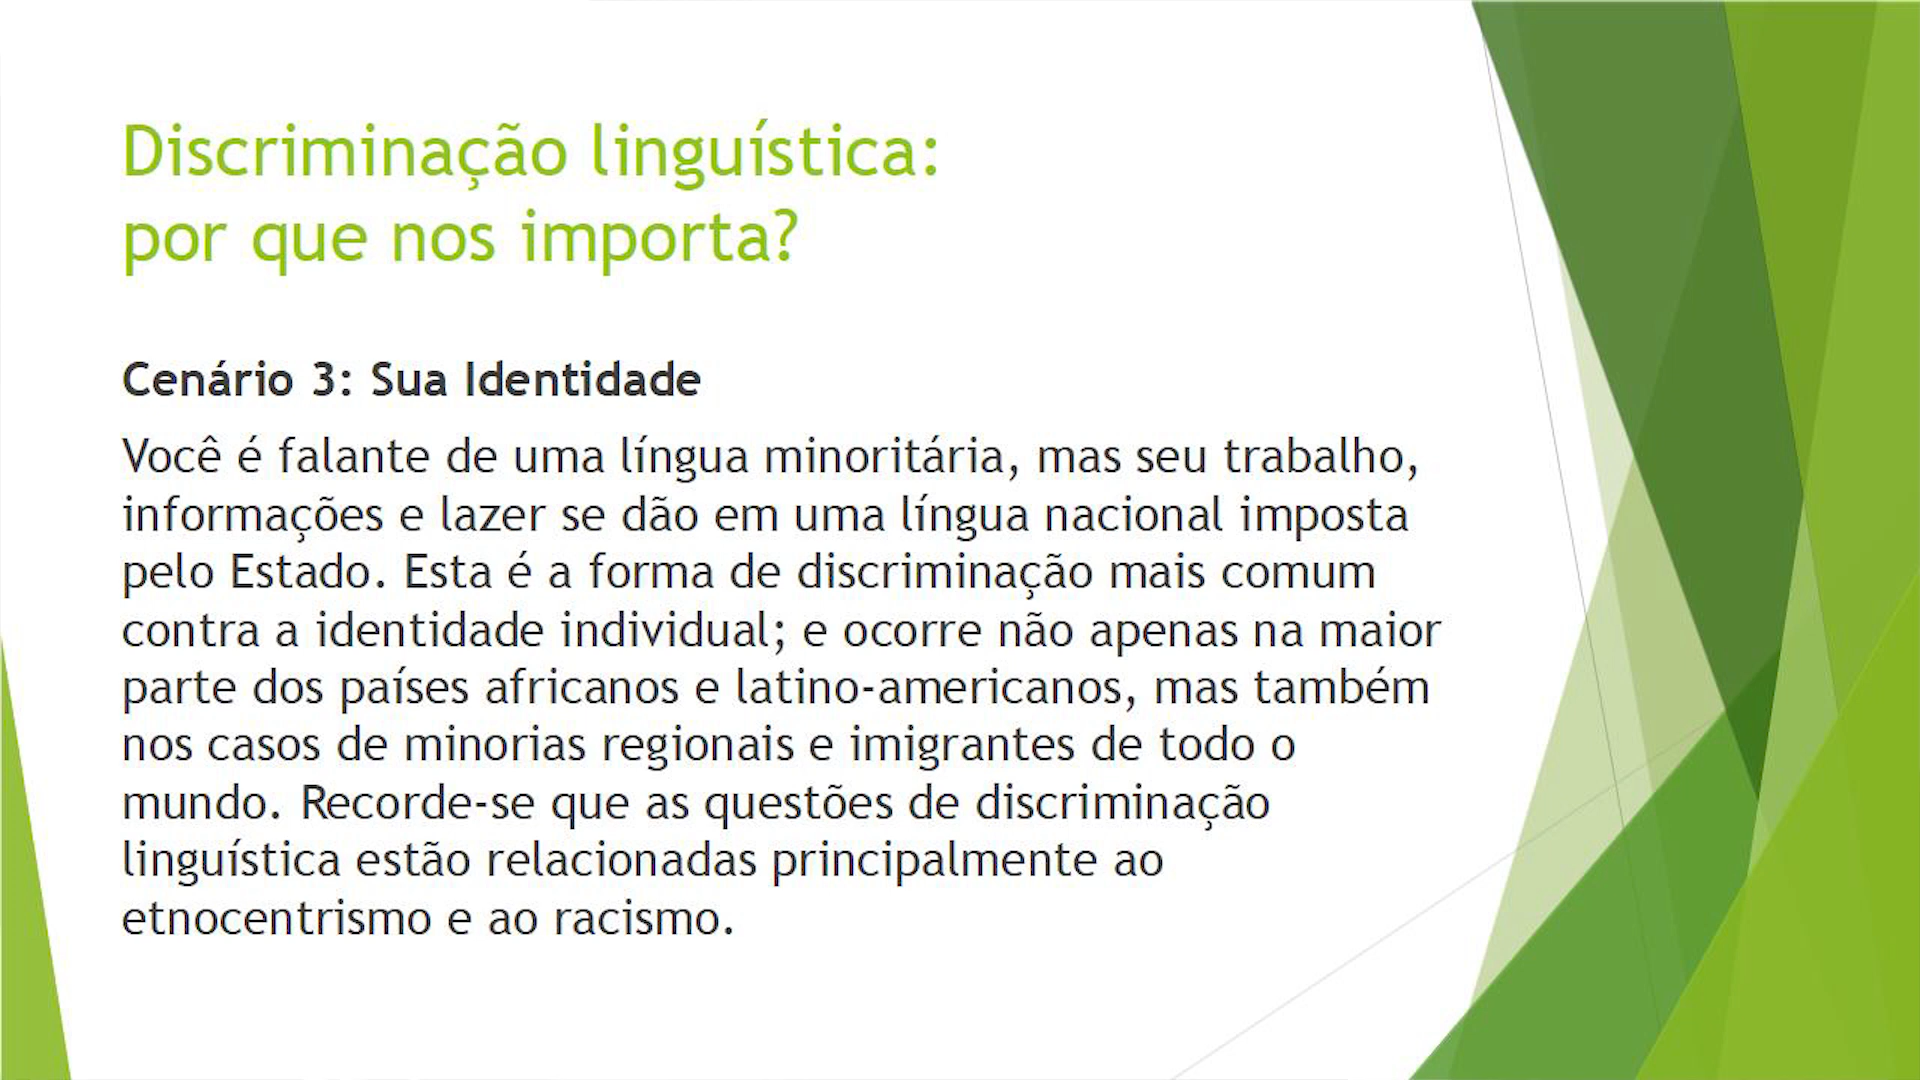 Discriminação linguística:
por que nos importa?
Cenário 3: Sua Identidade
Você é falante de uma língua minoritária, mas seu trabalho,
informações e lazer se dão em uma língua nacional imposta
pelo Estado. Esta é a forma de discriminação mais comum
contra a identidade individual; e ocorre não apenas na maior
parte dos países africanos e latino-americanos, mas também
nos casos de minorias regionais e imigrantes de todo o
mundo. Recorde-se que as questões de discriminação
linguística estão relacionadas principalmente ao
etnocentrismo e ao racismo.